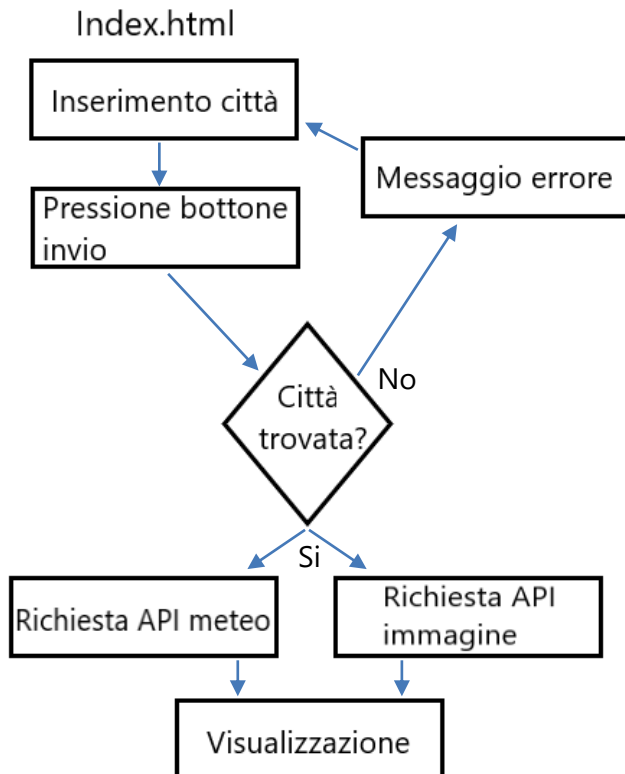 Index.html
Inserimento città
Messaggio errore
Pressione bottone
invio
No
Città
trovata?
Si
Richiesta API meteo
Richiesta API
immagine
Visualizzazione